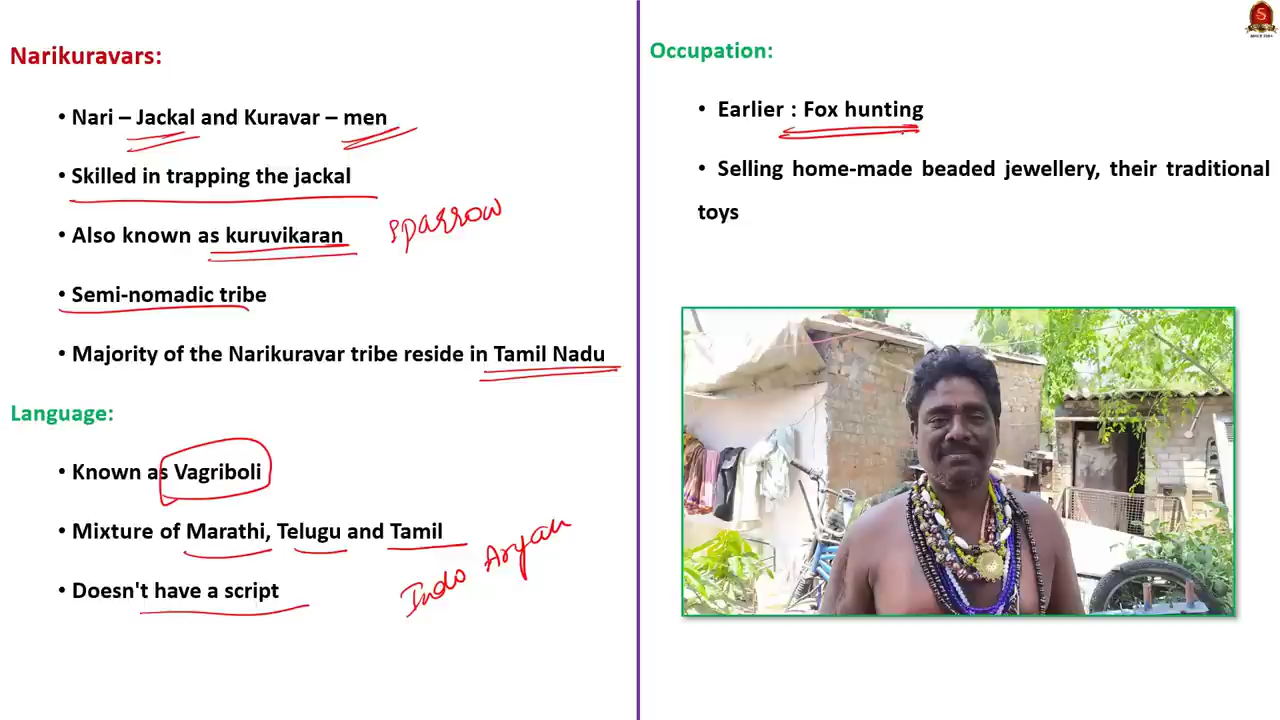 Narikuravars:
• Nari – Jackal and Kuravar – men
• Skilled in trapping the jackal
• Also known as kuruvikaran
sparrow
• Semi-nomadic tribe
• Majority of the Narikuravar tribe reside in Tamil Nadu
Language:
• Known as Vagriboli
• Mixture of Marathi, Telugu and Tamil
Indo Aryan
• Doesn't have a script
Occupation:
• Earlier : Fox hunting
• Selling home-made beaded jewellery, their traditional
toys